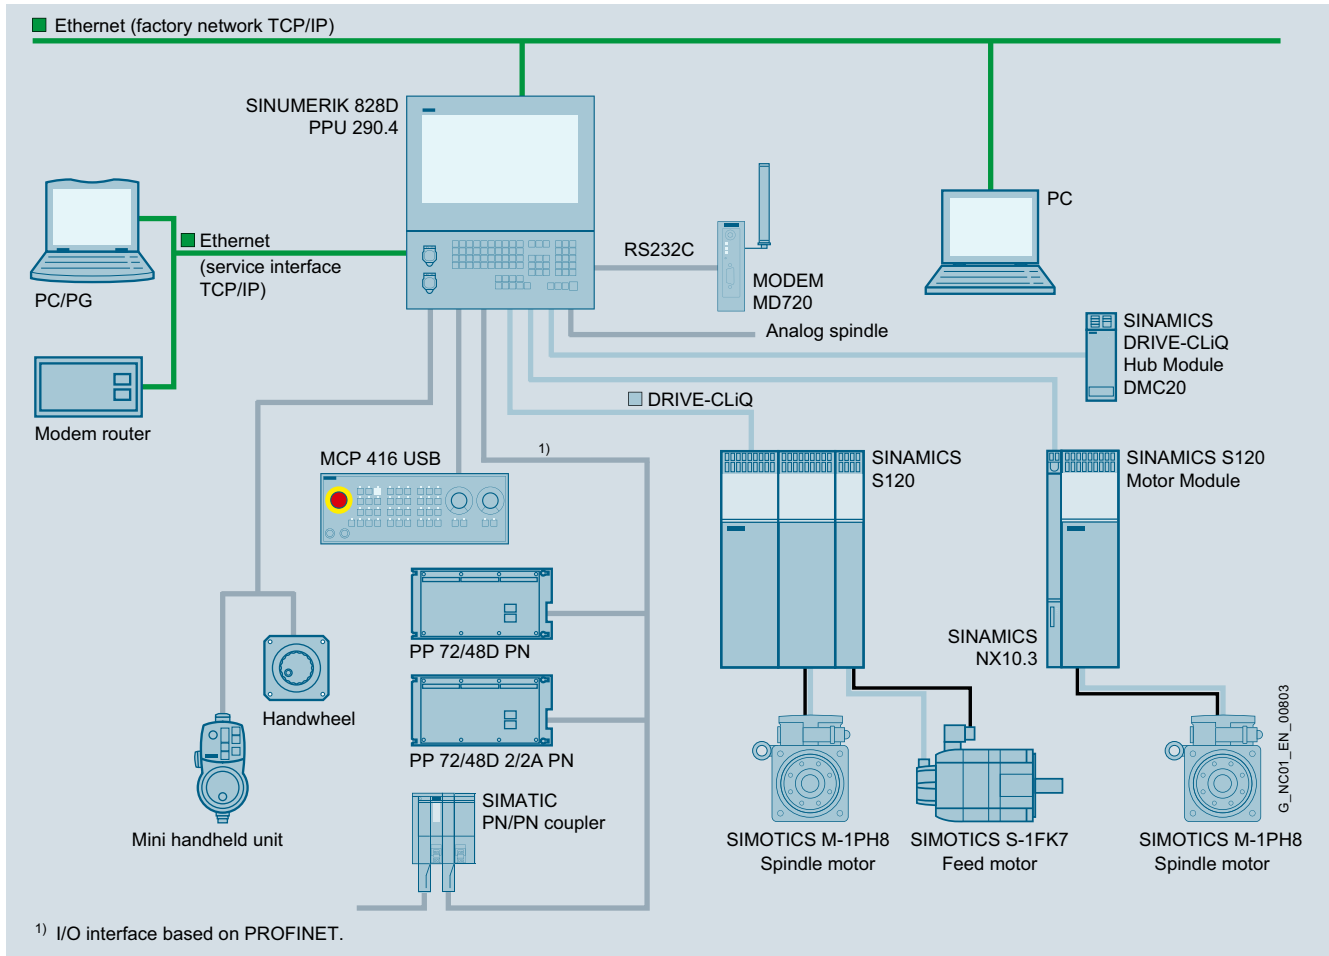 Ethernet (factory network TCP/IP)
SINUMERIK 828D
PPU 290.4
PC
Ethernet
(service interface
TCP/IP)
RS232C
PC/PG
MODEM
MD720
Analog spindle
SINAMICS
DRIVE-CLiQ
Hub Module
DMC20
DRIVE-CLiQ
Modem router
MCP 416 USB
1)
SINAMICS
S120
SINAMICS S120
Motor Module
PP 72/48D PN
SINAMICS
NX10.3
Handwheel
PP 72/48D 2/2A PN
SIMATIC
PN/PN coupler
Mini handheld unit
SIMOTICS M-1PH8
Spindle motor
SIMOTICS S-1FK7
Feed motor
SIMOTICS M-1PH8
Spindle motor
G_NC01_EN_00803
1) I/O interface based on PROFINET.